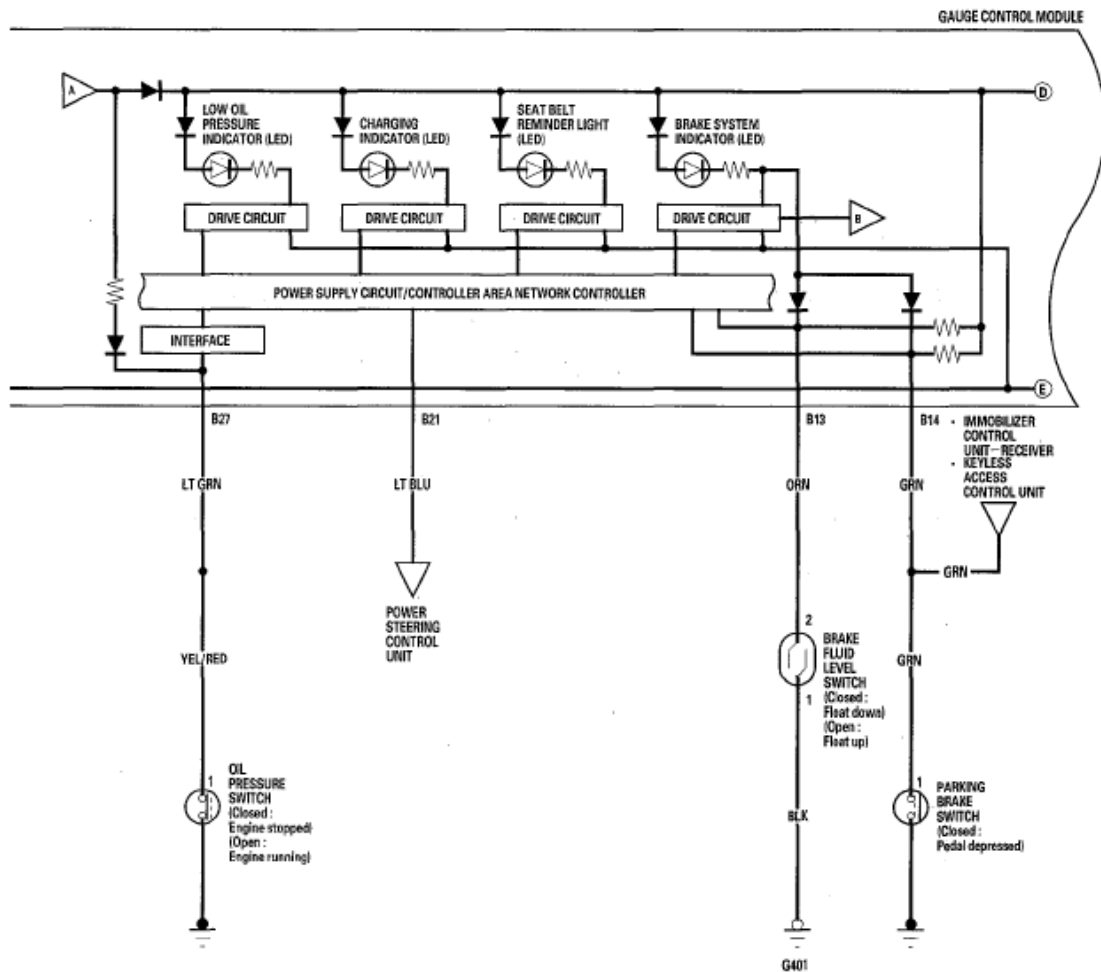 GAUGE CONTROL MODULE
A
D
LOW OIL
PRESSURE
INDICATOR (LED)
CHARGING
INDICATOR (LED)
SEAT BELT
REMINDER LIGHT
(LED)
BRAKE SYSTEM
INDICATOR (LED)
DRIVE CIRCUIT
DRIVE CIRCUIT
DRIVE CIRCUIT
DRIVE CIRCUIT
B
POWER SUPPLY CIRCUIT/CONTROLLER AREA NETWORK CONTROLLER
INTERFACE
E
B27
B21
B13
B14
• IMMOBILIZER
CONTROL
UNIT-RECEIVER
• KEYLESS
ACCESS
CONTROL UNIT
LT GRN
LT BLU
ORN
GRN
GRN
POWER
STEERING
CONTROL
UNIT
YEL/RED
2
BRAKE
FLUID
LEVEL
SWITCH
(Closed :
Float down)
(Open :
Float up)
1
GRN
1
OIL
PRESSURE
SWITCH
(Closed :
Engine stopped)
(Open :
Engine running)
BLK
1
PARKING
BRAKE
SWITCH
(Closed :
Pedal depressed)
G401